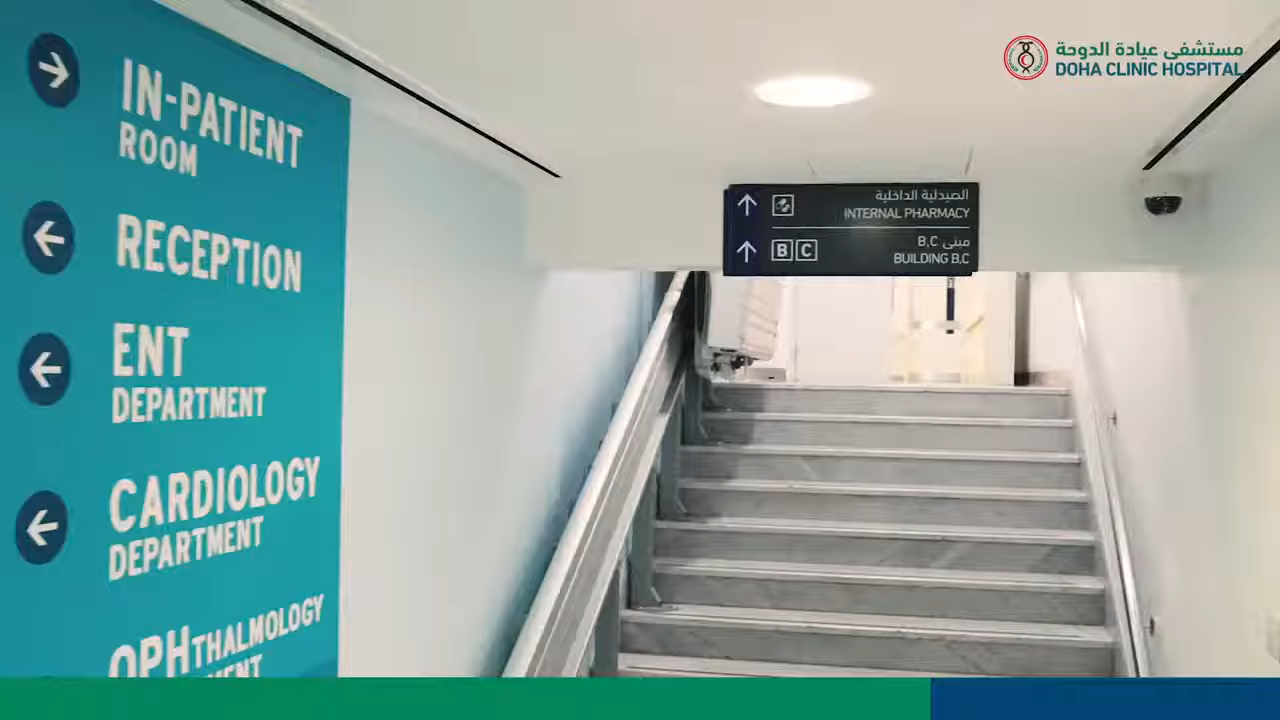 IN-PATIENT
ROOM
RECEPTION
ENT
DEPARTMENT
CARDIOLOGY
DEPARTMENT
OPHTHALMOLOGY
الصيدلية الداخلية
INTERNAL PHARMACY
مبنى B,C
B C
BUILDING B,C
مستشفى عيادة الدوحة
DOHA CLINIC HOSPITAL